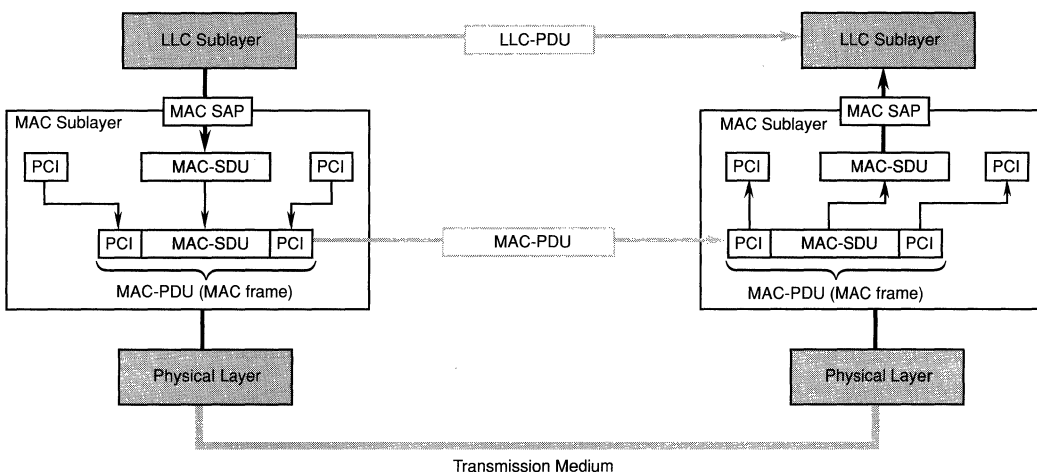 LLC Sublayer
LLC-PDU
LLC Sublayer
MAC Sublayer
MAC SAP
PCI
MAC-SDU
PCI
PCI
MAC-SDU
PCI
MAC-PDU (MAC frame)
MAC-PDU
MAC Sublayer
MAC SAP
PCI
MAC-SDU
PCI
PCI
MAC-SDU
PCI
MAC-PDU (MAC frame)
Physical Layer
Physical Layer
Transmission Medium